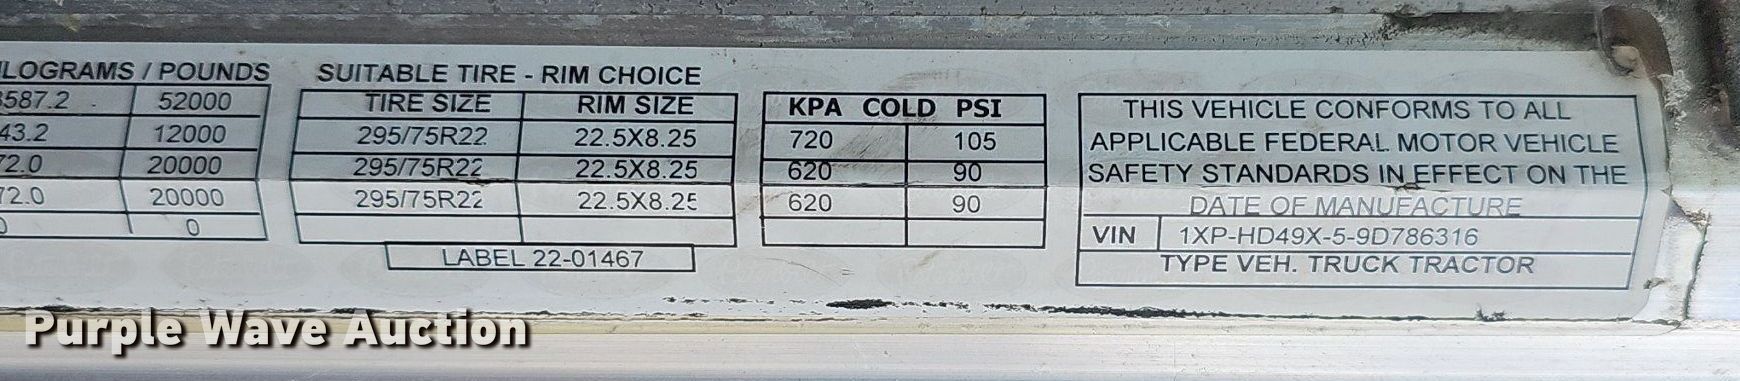 LOGRAMS / POUNDS
587.2 52000
43.2 12000
72.0 20000
72.0 20000
0 0
SUITABLE TIRE - RIM CHOICE
TIRE SIZE RIM SIZE
295/75R22 22.5X8.25
295/75R22 22.5X8.25
295/75R22 22.5X8.25
LABEL 22-01467
KPA COLD PSI
720 105
620 90
620 90
THIS VEHICLE CONFORMS TO ALL
APPLICABLE FEDERAL MOTOR VEHICLE
SAFETY STANDARDS IN EFFECT ON THE
DATE OF MANUFACTURE
VIN 1XP-HD49X-5-9D786316
TYPE VEH. TRUCK TRACTOR
Purple Wave Auction